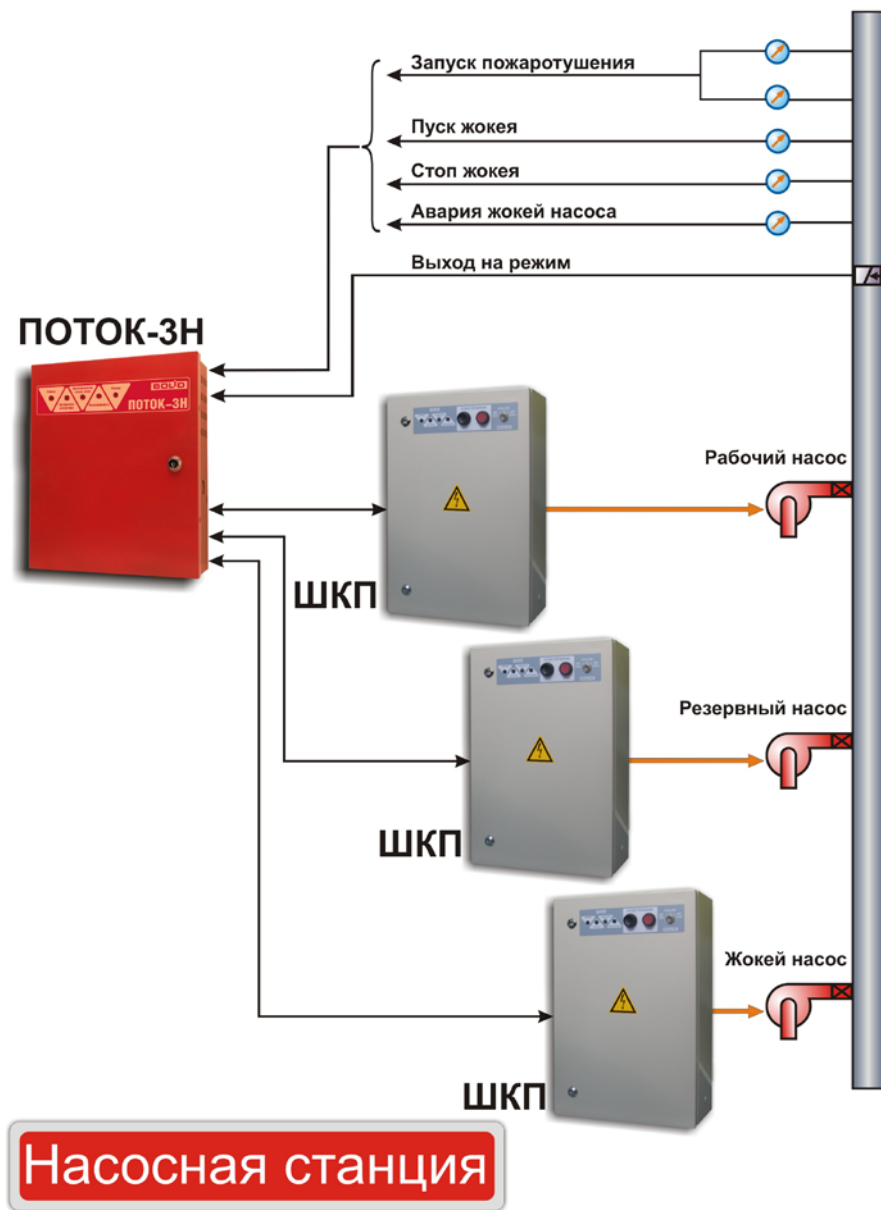 Запуск пожаротушения
Пуск жокея
Стоп жокея
Авария жокей насоса
Выход на режим
ПОТОК-3Н
ПОТОК-3Н
Рабочий насос
ШКП
Резервный насос
ШКП
Жокей насос
ШКП
Насосная станция